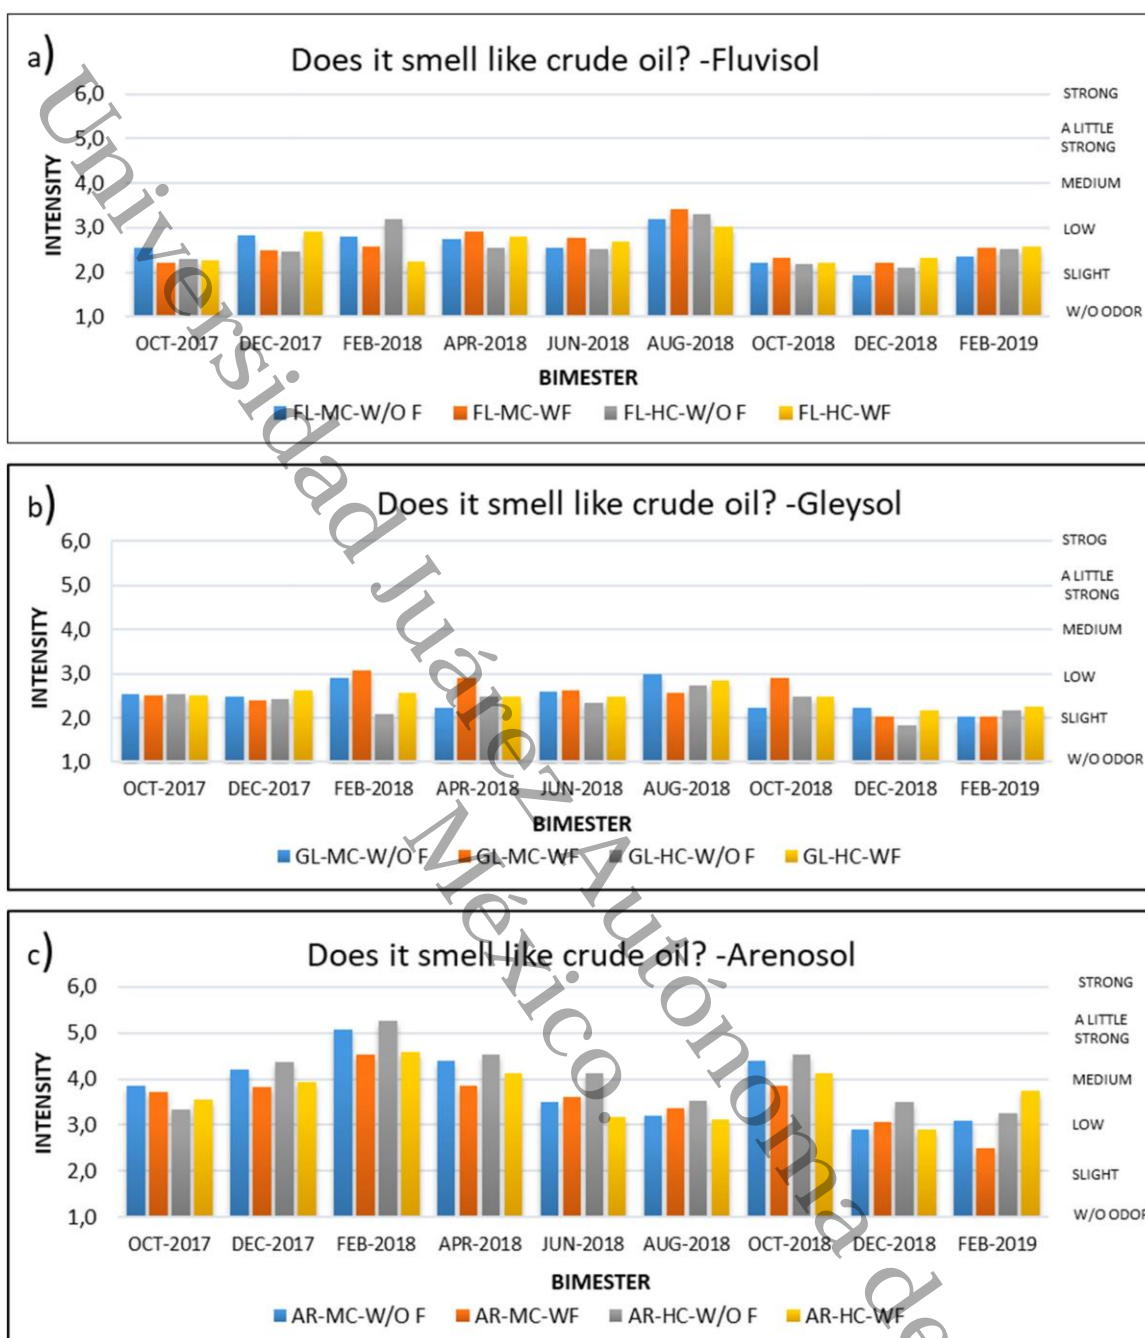 a)
Does it smell like crude oil? -Fluvisol
6,0
5,0
4,0
3,0
2,0
1,0
INTENSITY
STRONG
A LITTLE
STRONG
MEDIUM
LOW
SLIGHT
W/O ODOR
OCT-2017 DEC-2017 FEB-2018 APR-2018 JUN-2018 AUG-2018 OCT-2018 DEC-2018 FEB-2019
BIMESTER
FL-MC-W/O F FL-MC-WF FL-HC-W/O F FL-HC-WF
b)
Does it smell like crude oil? -Gleysol
6,0
5,0
4,0
3,0
2,0
1,0
INTENSITY
STROG
A LITTLE
STRONG
MEDIUM
LOW
SLIGHT
W/O ODOR
OCT-2017 DEC-2017 FEB-2018 APR-2018 JUN-2018 AUG-2018 OCT-2018 DEC-2018 FEB-2019
BIMESTER
GL-MC-W/O F GL-MC-WF GL-HC-W/O F GL-HC-WF
c)
Does it smell like crude oil? -Arenosol
6,0
5,0
4,0
3,0
2,0
1,0
INTENSITY
STRONG
A LITTLE
STRONG
MEDIUM
LOW
SLIGHT
W/O ODOR
OCT-2017 DEC-2017 FEB-2018 APR-2018 JUN-2018 AUG-2018 OCT-2018 DEC-2018 FEB-2019
BIMESTER
AR-MC-W/O F AR-MC-WF AR-HC-W/O F AR-HC-WF
Universidad Juárez Autónoma de
México.